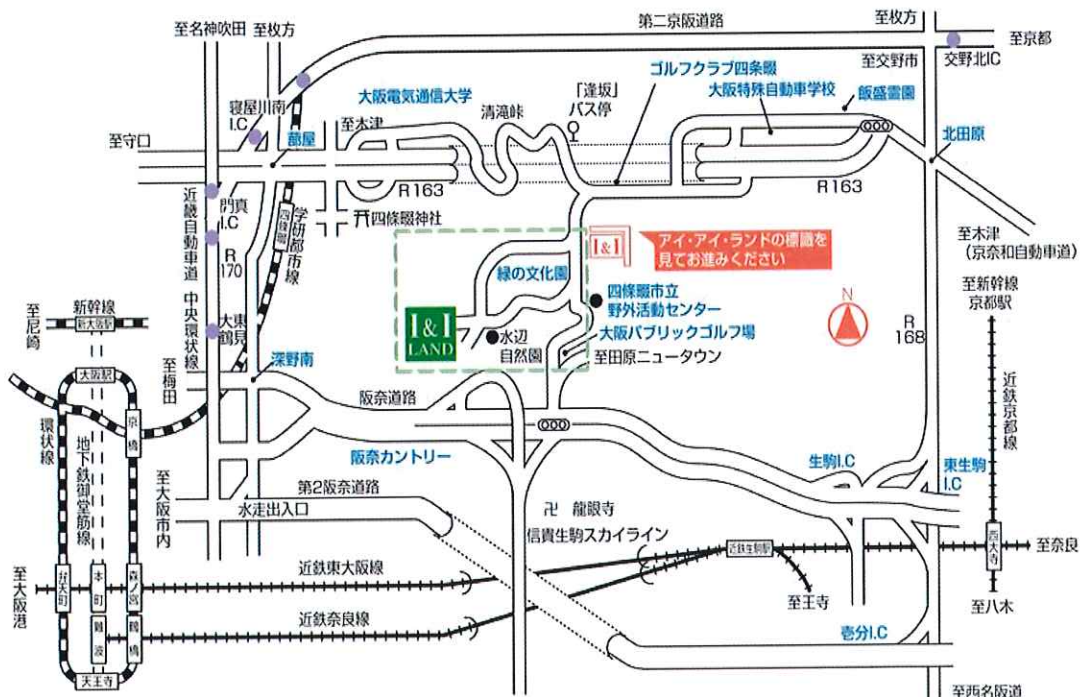 至名神吹田
至枚方
第二京阪道路
至枚方
至京都
至交野市
交野北IC
ゴルフクラブ四条畷
大阪特殊自動車学校
飯盛霊園
「逢坂」
バス停
清滝峠
大阪電気通信大学
寝屋川南
I.C
至木津
至守口
蔀屋
北田原
R163
R163
門真
I.C
学研都市線
四條畷
四條畷神社
近畿自動車道
R
170
中央環状線
大東
鶴見
I&I
アイ・アイ・ランドの標識を
見てお進みください
至木津
(京奈和自動車道)
緑の文化園
四條畷市立
野外活動センター
大阪パブリックゴルフ場
至田原ニュータウン
I&I
LAND
水辺
自然園
N
R
168
至新幹線
京都駅
近鉄京都線
新幹線
新大阪駅
至尼崎
大阪駅
至梅田
深野南
阪奈道路
京橋
環状線
地下鉄御堂筋線
阪奈カントリー
生駒I.C
東生駒
I.C
至大阪市内
第2阪奈道路
水走出入口
卍 龍眼寺
信貴生駒スカイライン
近鉄生駒駅
西大寺
至奈良
至大阪港
弁天町
本町
森ノ宮
近鉄東大阪線
至王寺
至八木
難波
鶴橋
近鉄奈良線
壱分I.C
天王寺
至西名阪道